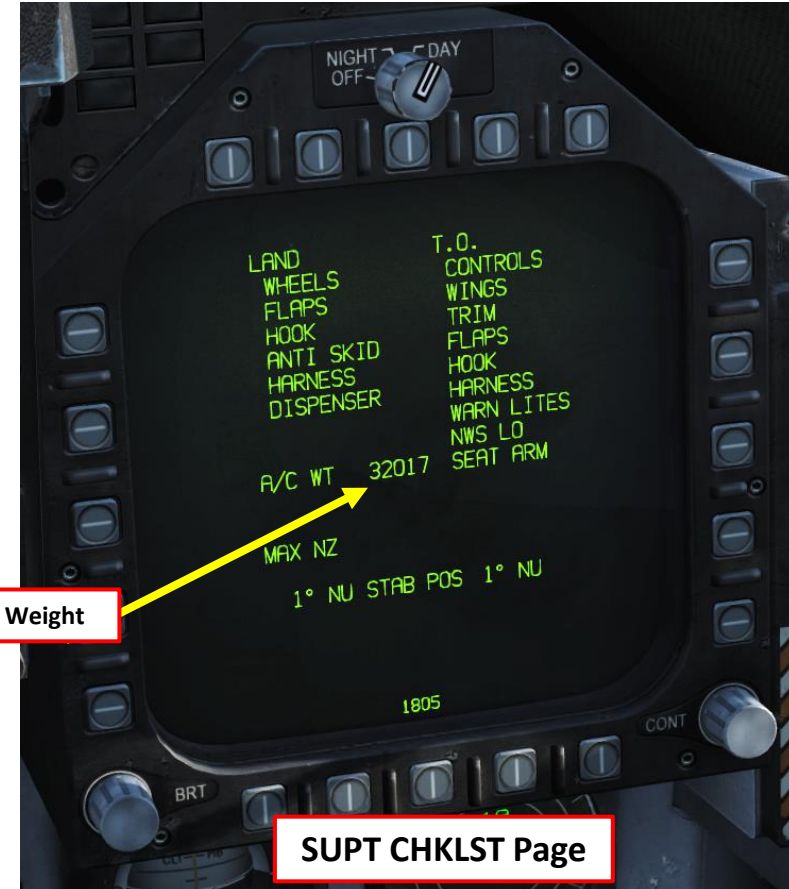 NIGHT DAY
OFF
LAND
WHEELS
FLAPS
HOOK
ANTI SKID
HARNESS
DISPENSER
T.O.
CONTROLS
WINGS
TRIM
FLAPS
HOOK
HARNESS
WARN LITES
NWS LO
SEAT ARM
A/C WT 32017
MAX NZ
1° NU STAB POS 1° NU
Weight
1805
CONT
BRT
SUPT CHKLST Page